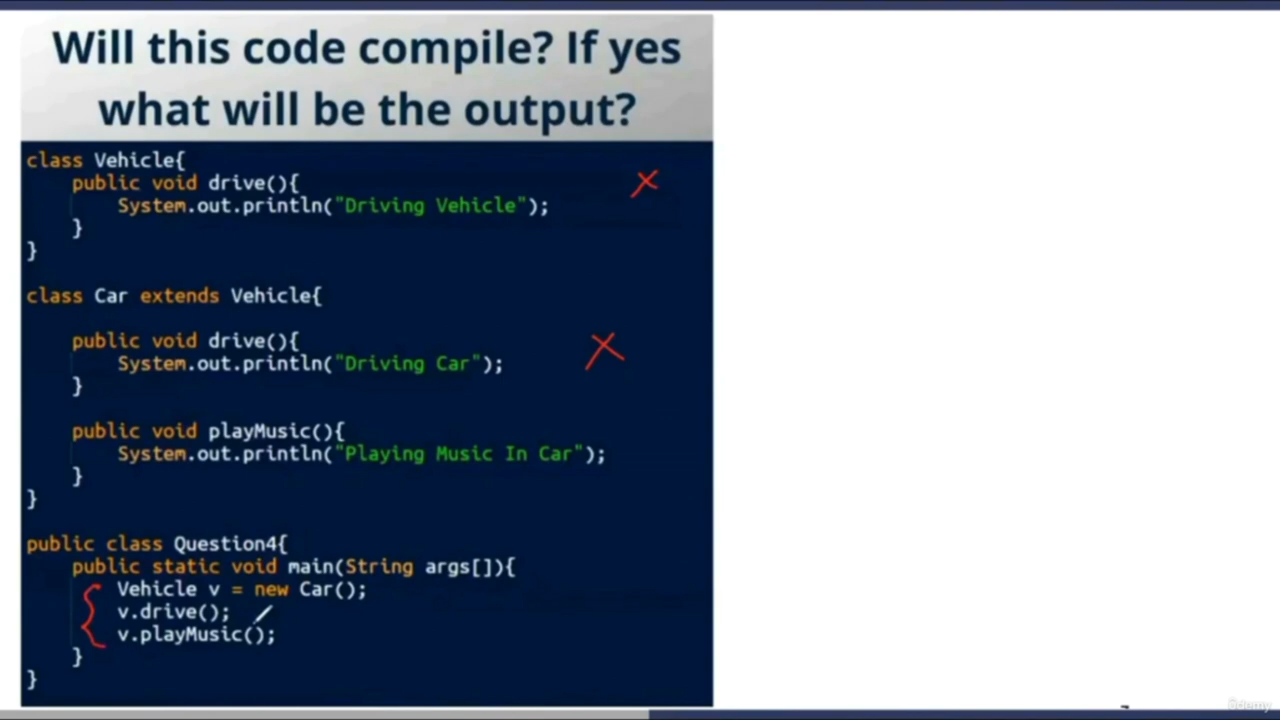 Will this code compile? If yes
what will be the output?
class Vehicle{
    public void drive(){
        System.out.println("Driving Vehicle");
    }
}
class Car extends Vehicle{
    public void drive(){
        System.out.println("Driving Car");
    }
    public void playMusic(){
        System.out.println("Playing Music In Car");
    }
}
public class Question4{
    public static void main(String args[]){
        Vehicle v = new Car();
        v.drive();
        v.playMusic();
    }
}
ûdemy